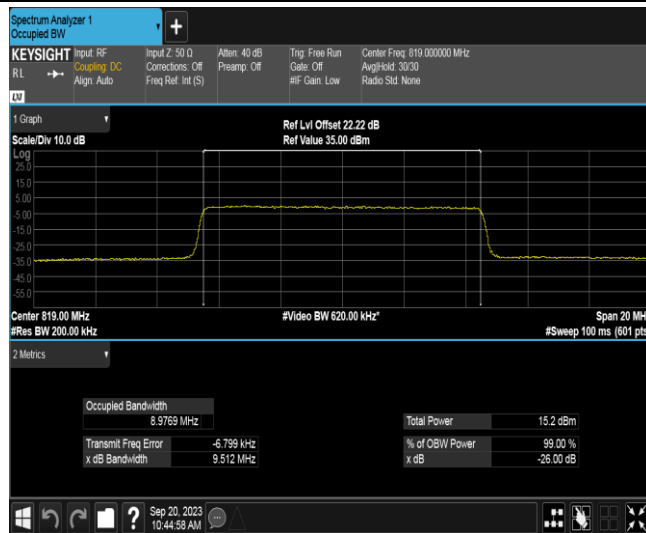 Spectrum Analyzer 1
Occupied BW
+
KEYSIGHT
RL
LXI
Input: RF
Coupling: DC
Align: Auto
Input Z: 50 Ω
Corrections: Off
Freq Ref: Int (S)
Atten: 40 dB
Preamp: Off
Trig: Free Run
Gate: Off
#IF Gain: Low
Center Freq: 819.000000 MHz
Avg|Hold: 30/30
Radio Std: None
1 Graph
Scale/Div 10.0 dB
Ref Lvl Offset 22.22 dB
Ref Value 35.00 dBm
Log
25.0
15.0
5.00
-5.00
-15.0
-25.0
-35.0
-45.0
-55.0
Center 819.00 MHz
#Video BW 620.00 kHz*
Span 20 MH
#Res BW 200.00 kHz
#Sweep 100 ms (601 pts
2 Metrics
Occupied Bandwidth
8.9769 MHz
Total Power 15.2 dBm
Transmit Freq Error -6.799 kHz
% of OBW Power 99.00 %
x dB Bandwidth 9.512 MHz
x dB -26.00 dB
?
Sep 20, 2023
10:44:58 AM